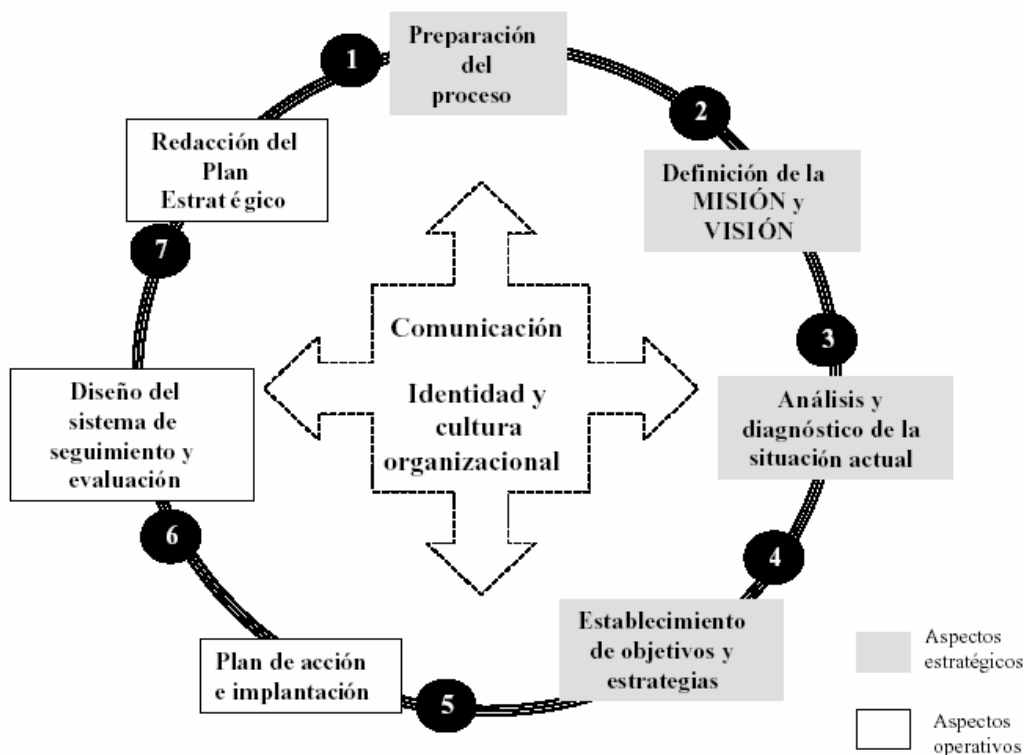 1
Preparación
del
proceso
2
Definición de la
MISIÓN y
VISIÓN
3
Análisis y
diagnóstico de la
situación actual
4
Establecimiento
de objetivos y
estrategias
5
Plan de acción
e implantación
6
Diseño del
sistema de
seguimiento y
evaluación
7
Redacción del
Plan
Estratégico
Comunicación
Identidad y
cultura
organizacional
Aspectos
estratégicos
Aspectos
operativos